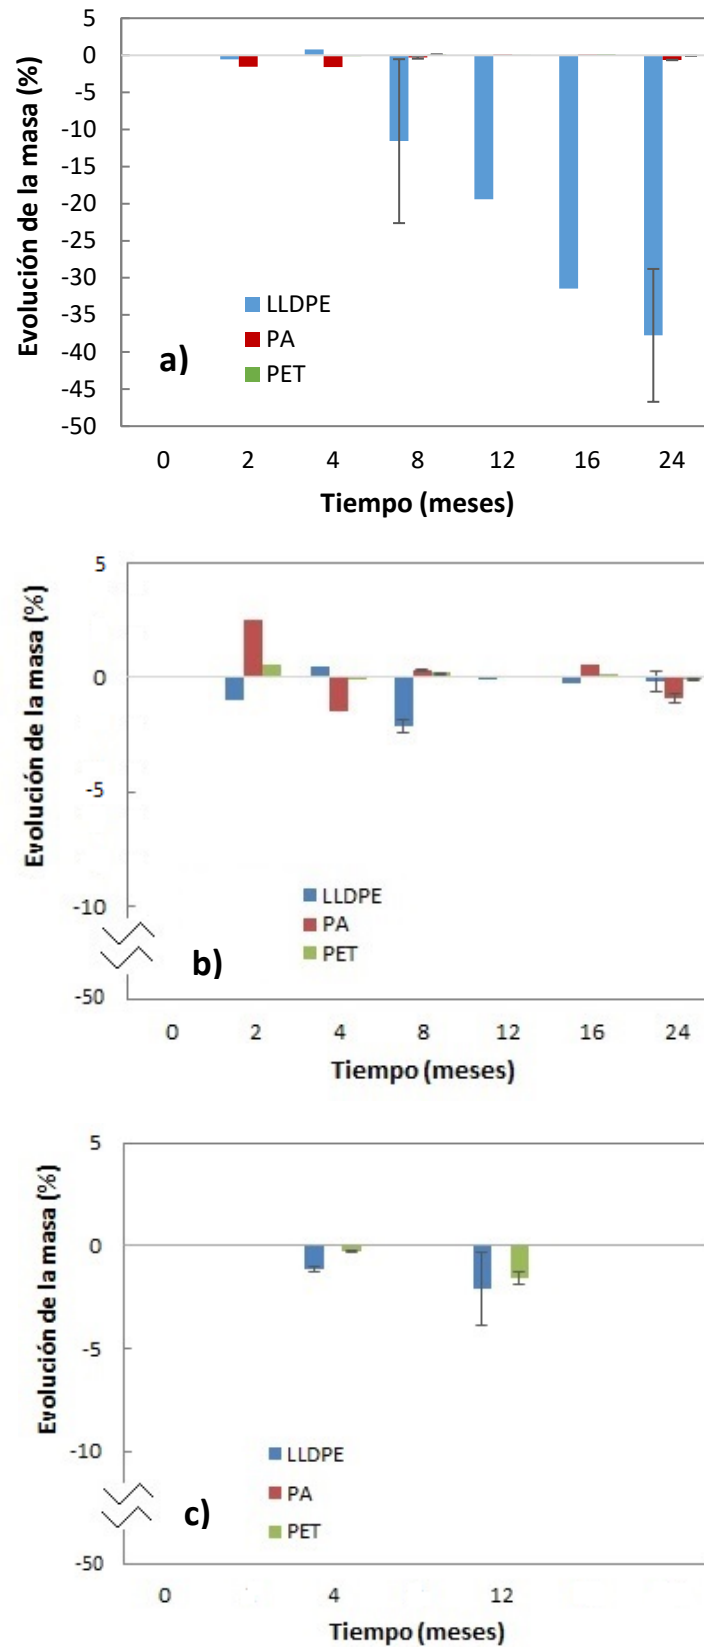 5
0
-5
-10
-15
-20
-25
-30
-35
-40
-45
-50
Evolución de la masa (%)
LLDPE
PA
PET
a)
0 2 4 8 12 16 24
Tiempo (meses)
5
0
-5
-10
-50
Evolución de la masa (%)
LLDPE
PA
PET
b)
0 2 4 8 12 16 24
Tiempo (meses)
5
0
-5
-10
-50
Evolución de la masa (%)
LLDPE
PA
PET
c)
0 4 12
Tiempo (meses)